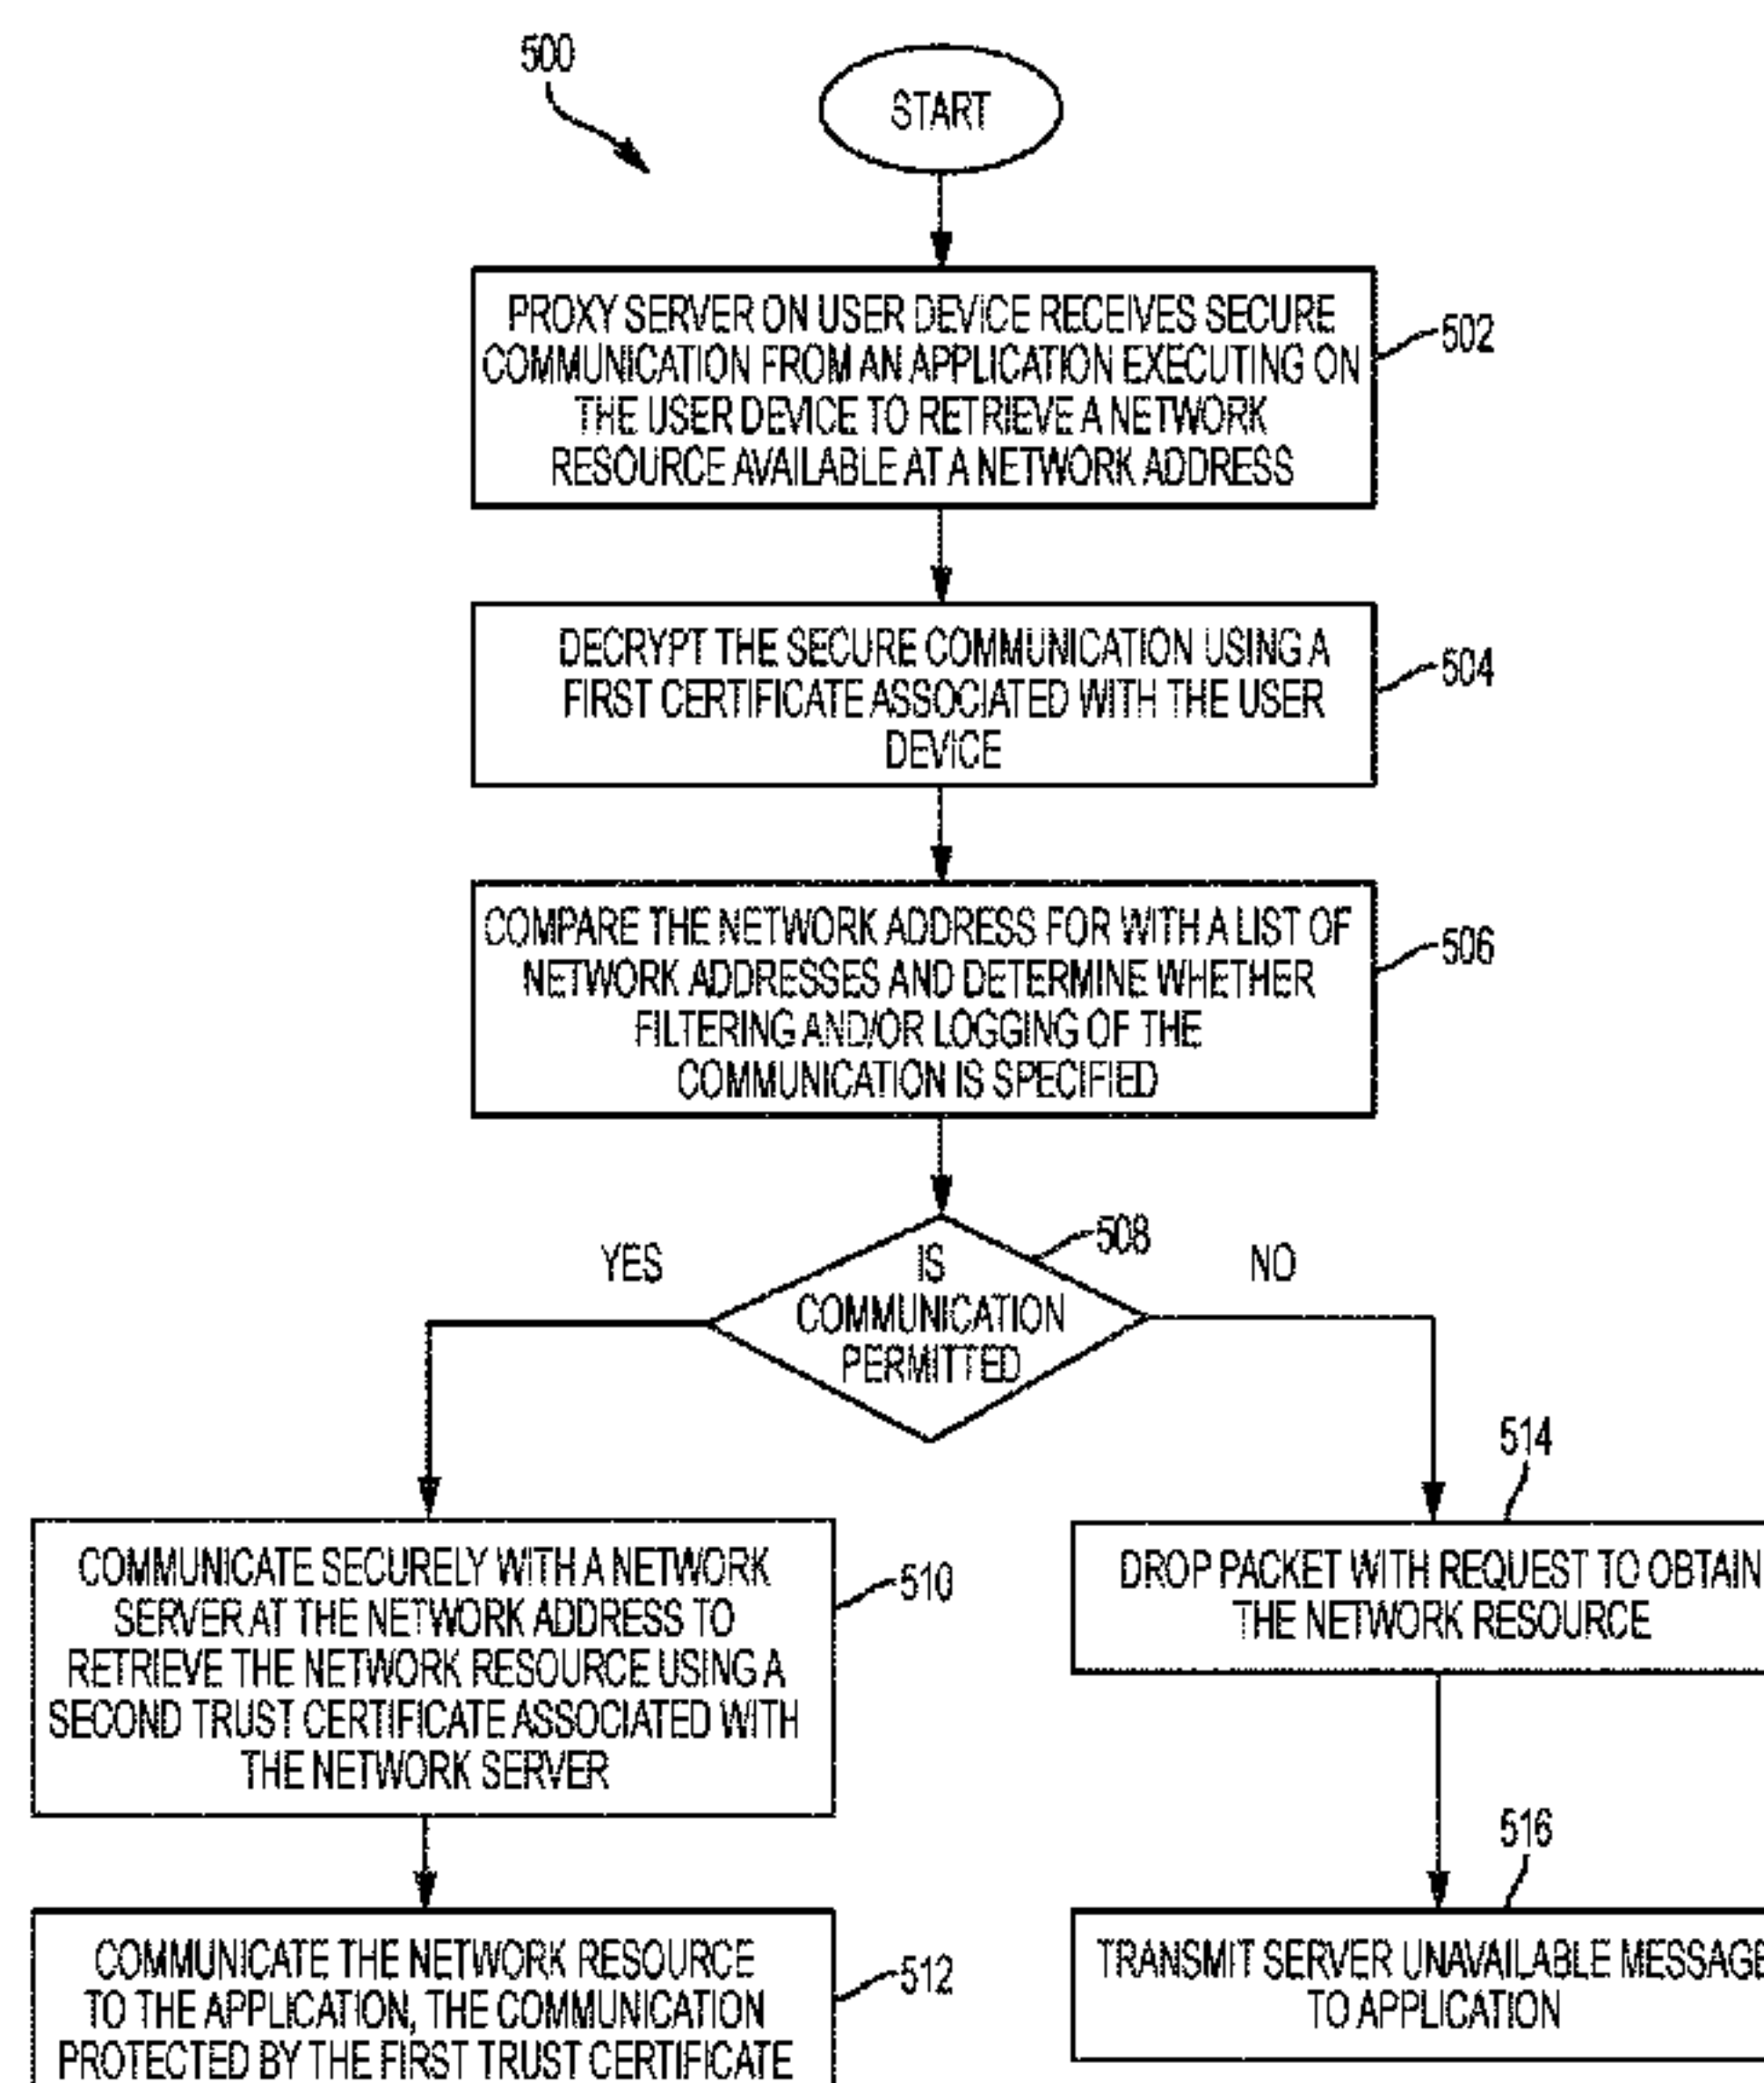 500
START
PROXY SERVER ON USER DEVICE RECEIVES SECURE
COMMUNICATION FROM AN APPLICATION EXECUTING ON
THE USER DEVICE TO RETRIEVE A NETWORK
RESOURCE AVAILABLE AT A NETWORK ADDRESS
502
DECRYPT THE SECURE COMMUNICATION USING A
FIRST CERTIFICATE ASSOCIATED WITH THE USER
DEVICE
504
COMPARE THE NETWORK ADDRESS FOR WITH A LIST OF
NETWORK ADDRESSES AND DETERMINE WHETHER
FILTERING AND/OR LOGGING OF THE
COMMUNICATION IS SPECIFIED
506
YES
IS
COMMUNICATION
PERMITTED
508
NO
COMMUNICATE SECURELY WITH A NETWORK
SERVER AT THE NETWORK ADDRESS TO
RETRIEVE THE NETWORK RESOURCE USING A
SECOND TRUST CERTIFICATE ASSOCIATED WITH
THE NETWORK SERVER
510
514
DROP PACKET WITH REQUEST TO OBTAIN
THE NETWORK RESOURCE
COMMUNICATE THE NETWORK RESOURCE
TO THE APPLICATION, THE COMMUNICATION
PROTECTED BY THE FIRST TRUST CERTIFICATE
512
516
TRANSMIT SERVER UNAVAILABLE MESSAGE
TO APPLICATION